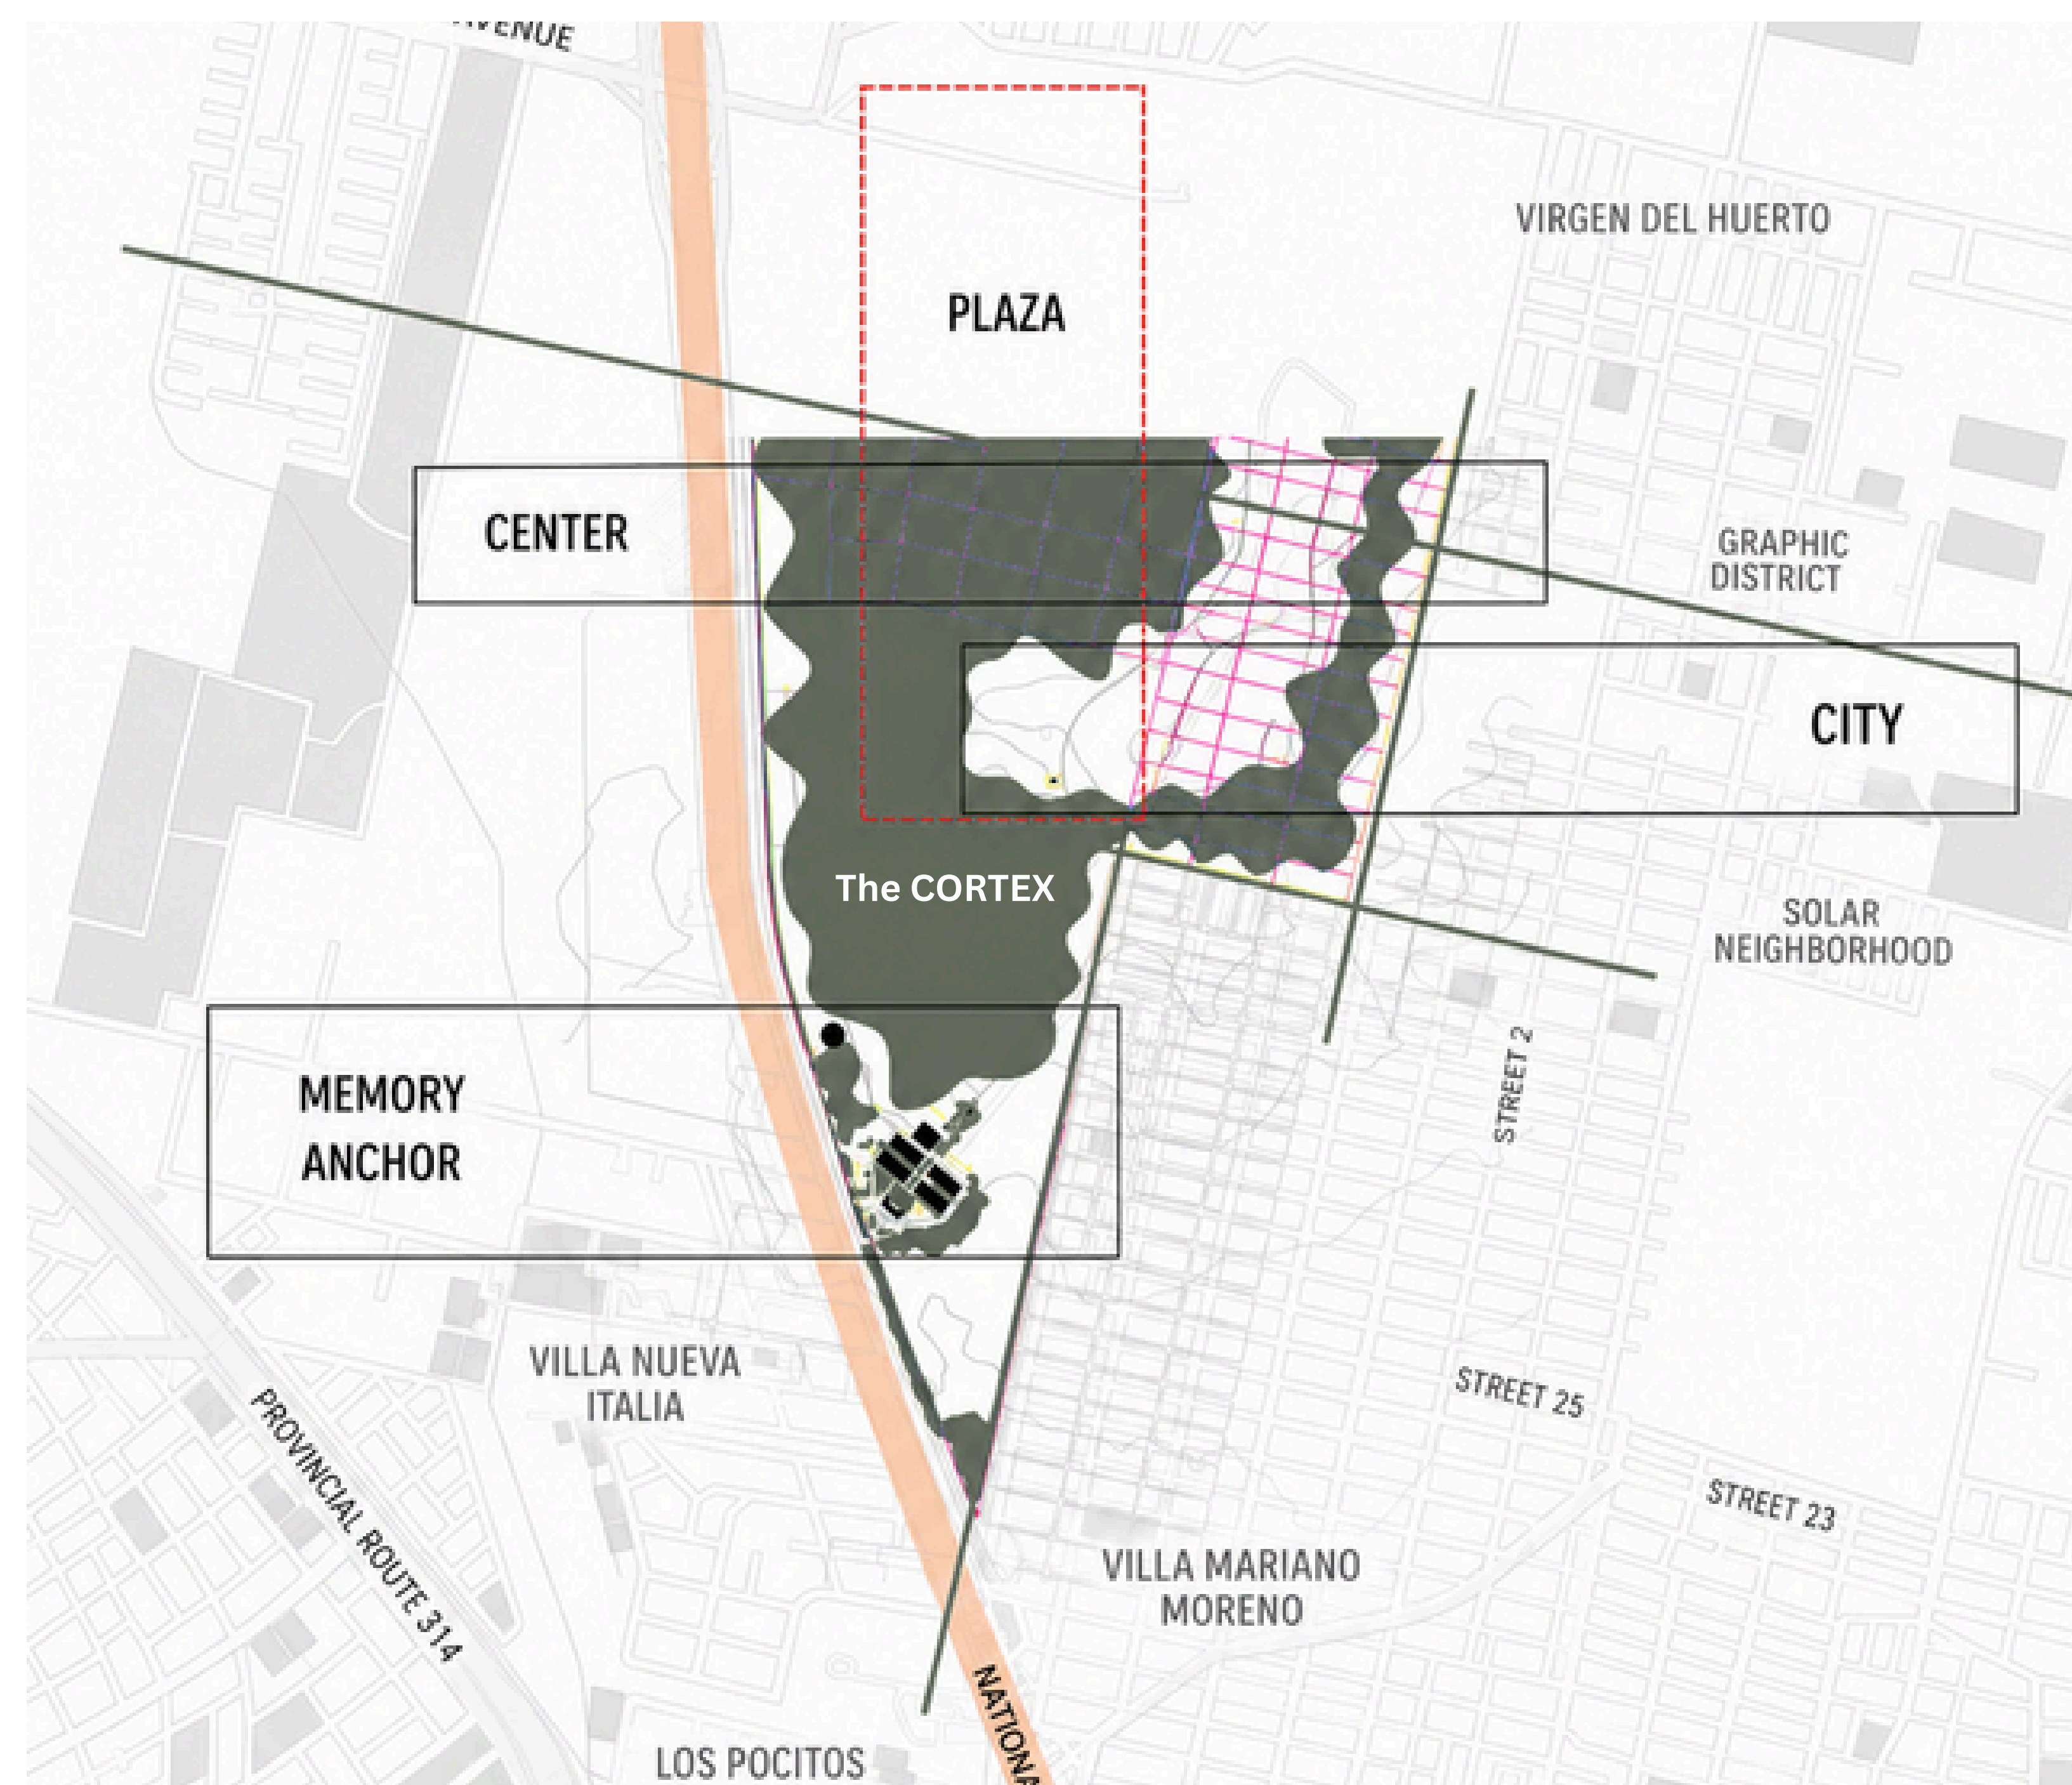 AVENUE
PLAZA
VIRGEN DEL HUERTO
CENTER
GRAPHIC
DISTRICT
CITY
The CORTEX
SOLAR
NEIGHBORHOOD
MEMORY
ANCHOR
STREET 2
VILLA NUEVA
ITALIA
STREET 25
PROVINCIAL ROUTE 314
STREET 23
VILLA MARIANO
MORENO
NATIONA
LOS POCITOS